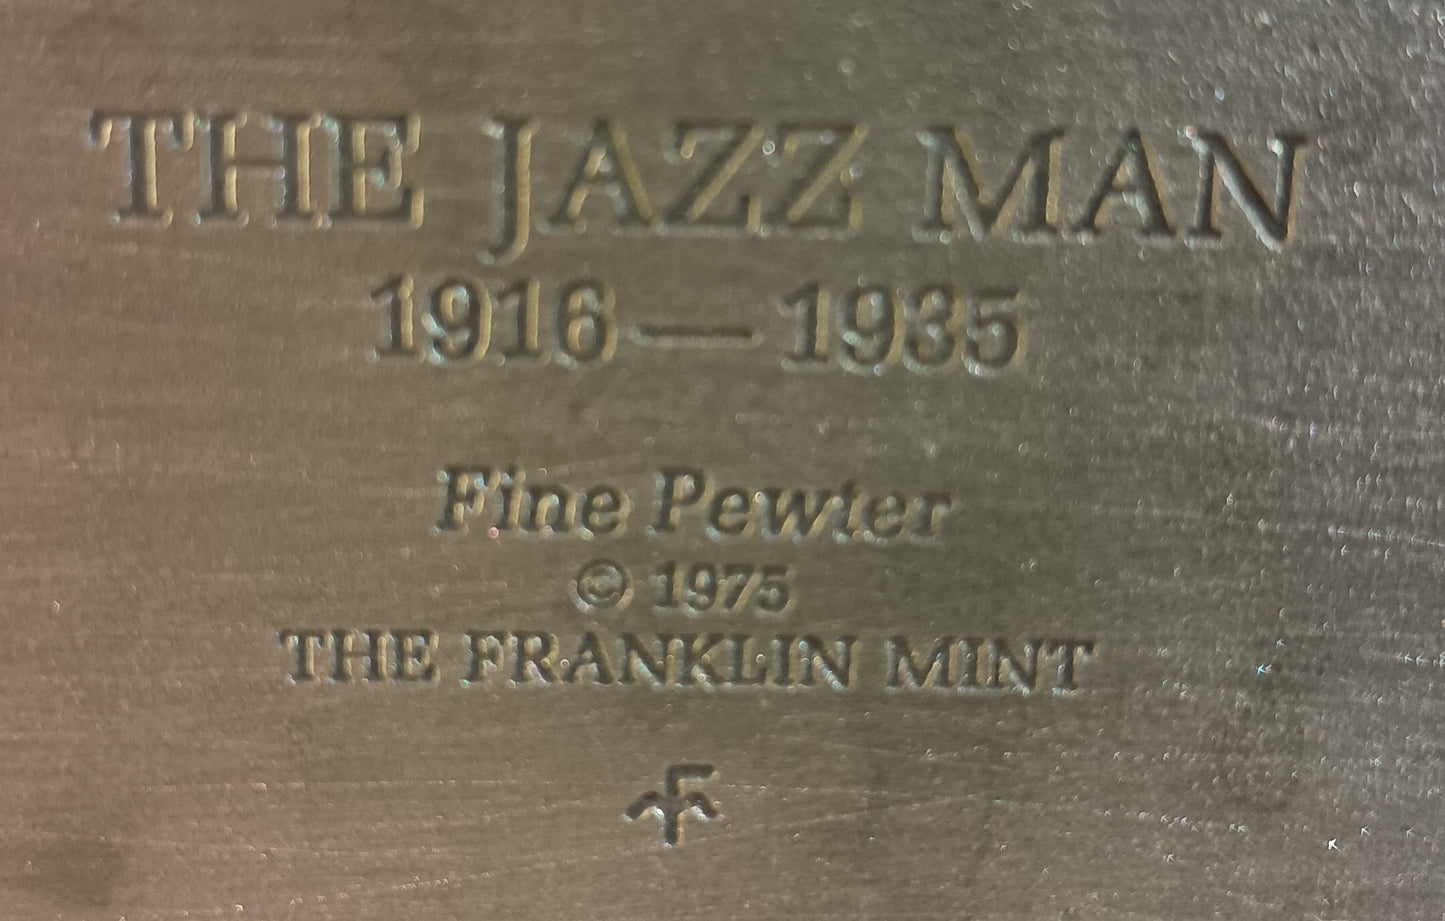 THE JAZZ MAN
1916—1935
Fine Pewter
© 1975
THE FRANKLIN MINT